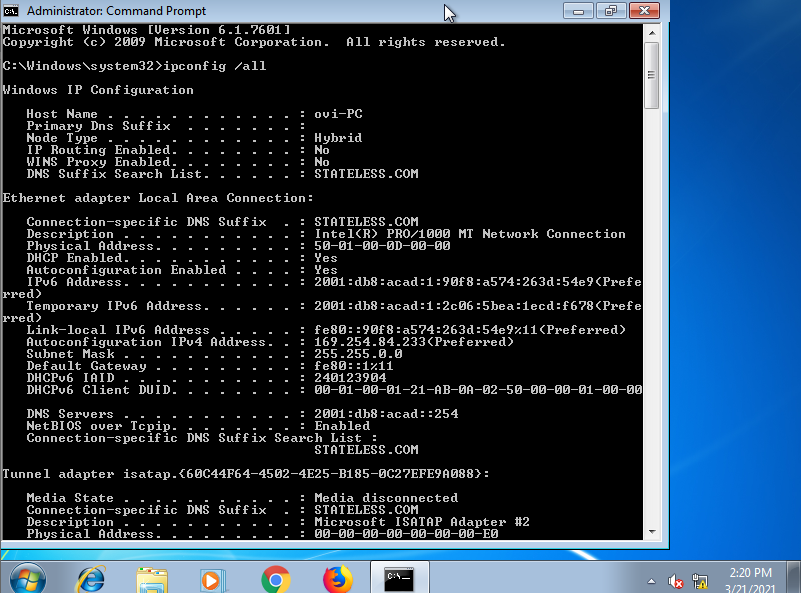 Administrator: Command Prompt
Microsoft Windows [Version 6.1.7601]
Copyright (c) 2009 Microsoft Corporation.  All rights reserved.
C:\Windows\system32>ipconfig /all
Windows IP Configuration
Host Name . . . . . . . . . . . . : ovi-PC
Primary Dns Suffix  . . . . . . . :
Node Type . . . . . . . . . . . . : Hybrid
IP Routing Enabled. . . . . . . . : No
WINS Proxy Enabled. . . . . . . . : No
DNS Suffix Search List. . . . . . : STATELESS.COM
Ethernet adapter Local Area Connection:
Connection-specific DNS Suffix  . : STATELESS.COM
Description . . . . . . . . . . . : Intel(R) PRO/1000 MT Network Connection
Physical Address. . . . . . . . . : 50-01-00-0D-00-00
DHCP Enabled. . . . . . . . . . . : Yes
Autoconfiguration Enabled . . . . : Yes
IPv6 Address. . . . . . . . . . . : 2001:db8:acad:1:90f8:a574:263d:54e9(Prefe
rred)
Temporary IPv6 Address. . . . . . : 2001:db8:acad:1:2c06:5bea:1ecd:f678(Prefe
rred)
Link-local IPv6 Address . . . . . : fe80::90f8:a574:263d:54e9%11(Preferred)
Autoconfiguration IPv4 Address. . : 169.254.84.233(Preferred)
Subnet Mask . . . . . . . . . . . : 255.255.0.0
Default Gateway . . . . . . . . . : fe80::1%11
DHCPv6 IAID . . . . . . . . . . . : 240123904
DHCPv6 Client DUID. . . . . . . . : 00-01-00-01-21-AB-0A-02-50-00-00-01-00-00
DNS Servers . . . . . . . . . . . : 2001:db8:acad::254
NetBIOS over Tcpip. . . . . . . . : Enabled
Connection-specific DNS Suffix Search List :
STATELESS.COM
Tunnel adapter isatap.{60C44F64-4502-4E25-B185-0C27EFE9A088}:
Media State . . . . . . . . . . . : Media disconnected
Connection-specific DNS Suffix  . : STATELESS.COM
Description . . . . . . . . . . . : Microsoft ISATAP Adapter #2
Physical Address. . . . . . . . . : 00-00-00-00-00-00-00-E0
2:20 PM
3/21/2021